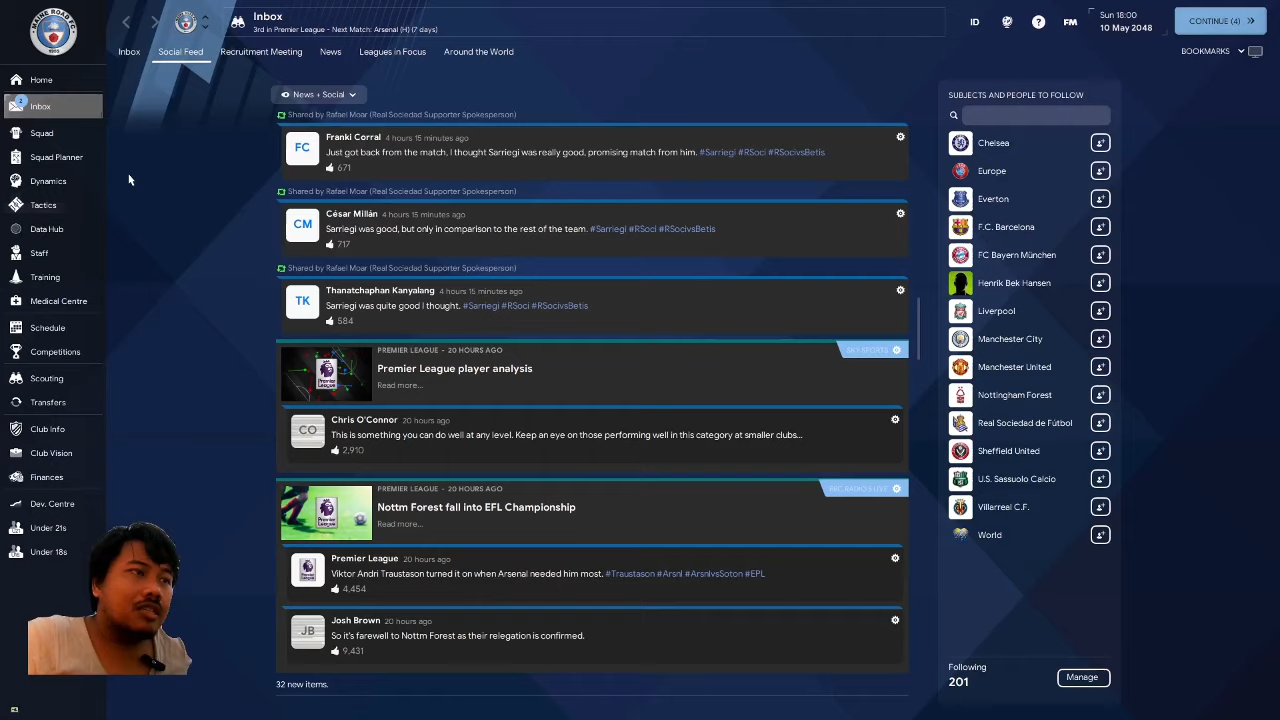 MAINE ROAD FC
Inbox
3rd in Premier League - Next Match: Arsenal (H) (7 days)
ID
FM
Sun 18:00
10 May 2048
CONTINUE (4)
Inbox
Social Feed
Recruitment Meeting
News
Leagues in Focus
Around the World
BOOKMARKS
Home
2
Inbox
Squad
Squad Planner
Dynamics
Tactics
Data Hub
Staff
Training
Medical Centre
Schedule
Competitions
Scouting
Transfers
Club Info
Club Vision
Finances
Dev. Centre
Under 21s
Under 18s
News + Social
Shared by Rafael Moar (Real Sociedad Supporter Spokesperson)
FC
Franki Corral 4 hours 15 minutes ago
Just got back from the match, I thought Sarriegi was really good, promising match from him. #Sarriegi #RSoci #RSocivsBetis
671
Shared by Rafael Moar (Real Sociedad Supporter Spokesperson)
CM
César Millán 4 hours 15 minutes ago
Sarriegi was good, but only in comparison to the rest of the team. #Sarriegi #RSoci #RSocivsBetis
717
Shared by Rafael Moar (Real Sociedad Supporter Spokesperson)
TK
Thanatchaphan Kanyalang 4 hours 15 minutes ago
Sarriegi was quite good I thought. #Sarriegi #RSoci #RSocivsBetis
584
PREMIER LEAGUE - 20 HOURS AGO
SKY SPORTS
Premier League player analysis
Read more...
CO
Chris O'Connor 20 hours ago
This is something you can do well at any level. Keep an eye on those performing well in this category at smaller clubs...
2,910
PREMIER LEAGUE - 20 HOURS AGO
BBC RADIO 5 LIVE
Nottm Forest fall into EFL Championship
Read more...
Premier League 20 hours ago
Viktor Andri Traustason turned it on when Arsenal needed him most. #Traustason #Arsnl #ArsnlvsSoton #EPL
4,454
JB
Josh Brown 20 hours ago
So it's farewell to Nottm Forest as their relegation is confirmed.
9,431
32 new items.
SUBJECTS AND PEOPLE TO FOLLOW
Chelsea
Europe
Everton
F.C. Barcelona
FC Bayern München
Henrik Bek Hansen
Liverpool
Manchester City
Manchester United
Nottingham Forest
Real Sociedad de Fútbol
Sheffield United
U.S. Sassuolo Calcio
Villarreal C.F.
World
Following
201
Manage